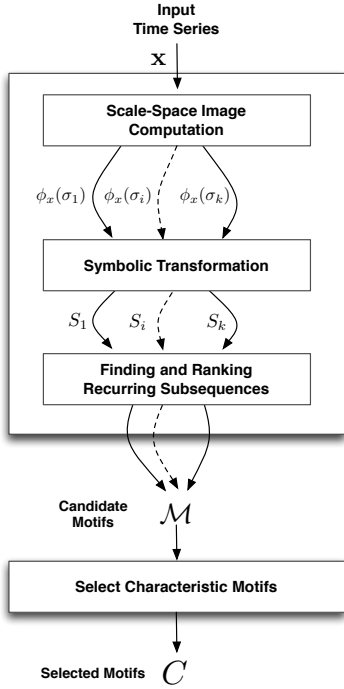 Input
Time Series
x
Scale-Space Image
Computation
ϕₓ(σ₁) ϕₓ(σᵢ) ϕₓ(σₖ)
Symbolic Transformation
S₁ Sᵢ Sₖ
Finding and Ranking
Recurring Subsequences
Candidate
Motifs ℳ
Select Characteristic Motifs
Selected Motifs C